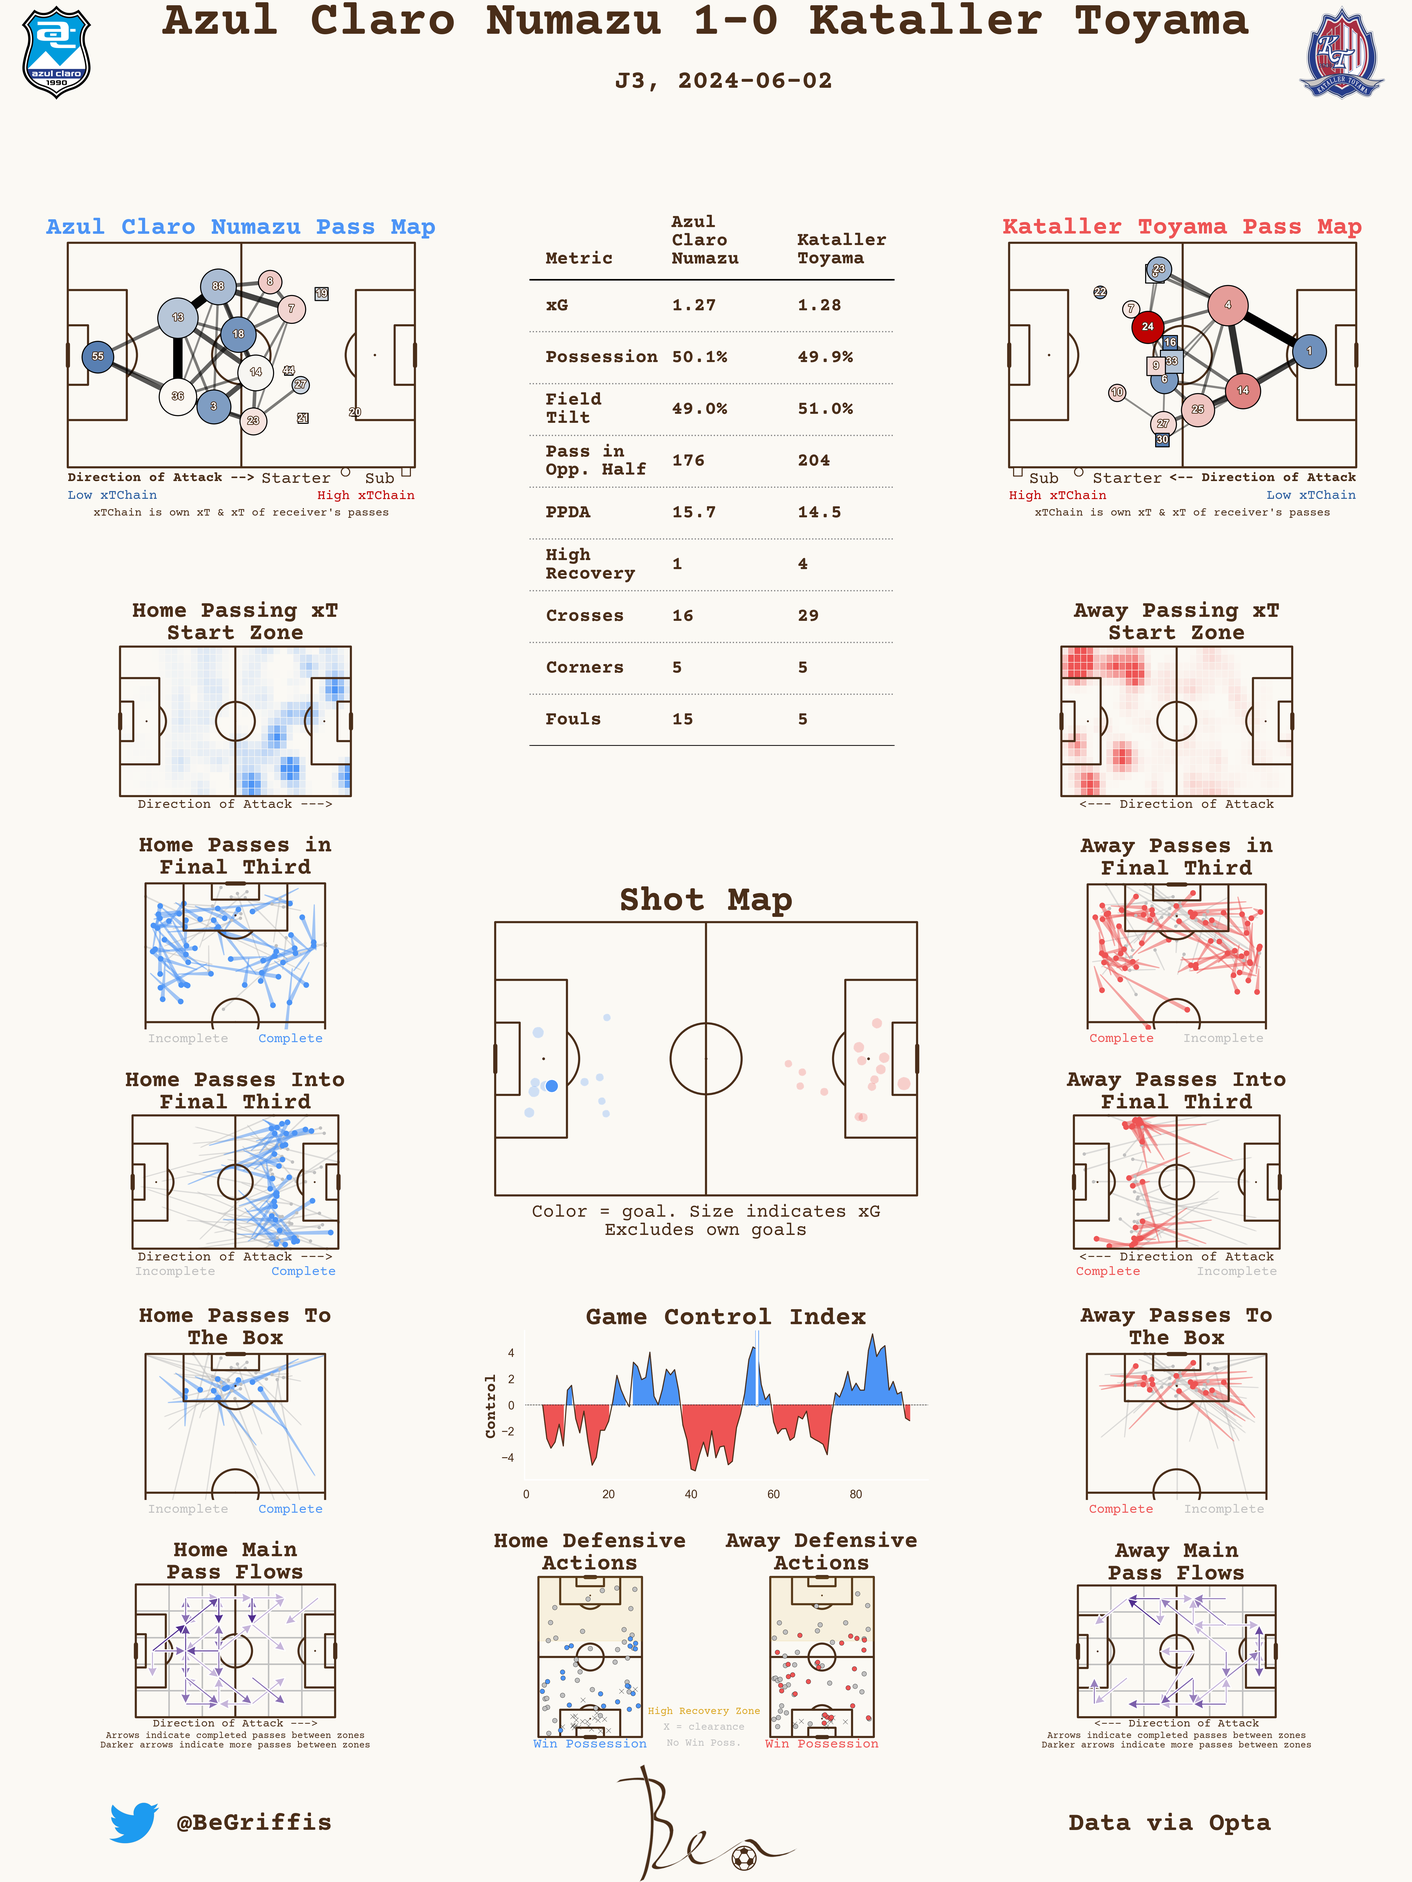 Azul Claro Numazu 1-0 Kataller Toyama
J3, 2024-06-02
azul claro
1990
KT
KATALLER TOYAMA
Azul Claro Numazu Pass Map
88
8
7
19
13
18
55
14
44
27
36
3
23
21
20
Direction of Attack --> Starter Sub
Low xTChain High xTChain
xTChain is own xT & xT of receiver's passes
Metric Azul Claro Numazu Kataller Toyama
xG 1.27 1.28
Possession 50.1% 49.9%
Field Tilt 49.0% 51.0%
Pass in Opp. Half 176 204
PPDA 15.7 14.5
High Recovery 1 4
Crosses 16 29
Corners 5 5
Fouls 15 5
Kataller Toyama Pass Map
23
22
7
4
24
16
33
1
9
6
10
14
25
27
30
Sub Starter <-- Direction of Attack
High xTChain Low xTChain
xTChain is own xT & xT of receiver's passes
Home Passing xT
Start Zone
Direction of Attack --->
Away Passing xT
Start Zone
<--- Direction of Attack
Home Passes in
Final Third
Incomplete Complete
Away Passes in
Final Third
Complete Incomplete
Shot Map
Color = goal. Size indicates xG
Excludes own goals
Home Passes Into
Final Third
Direction of Attack --->
Incomplete Complete
Away Passes Into
Final Third
<--- Direction of Attack
Complete Incomplete
Home Passes To
The Box
Incomplete Complete
Game Control Index
Control
4
2
0
−2
−4
0 20 40 60 80
Away Passes To
The Box
Complete Incomplete
Home Main
Pass Flows
Direction of Attack --->
Arrows indicate completed passes between zones
Darker arrows indicate more passes between zones
Home Defensive
Actions
Win Possession
High Recovery Zone
X = clearance
No Win Poss.
Away Defensive
Actions
Win Possession
Away Main
Pass Flows
<--- Direction of Attack
Arrows indicate completed passes between zones
Darker arrows indicate more passes between zones
@BeGriffis
Ben
Data via Opta